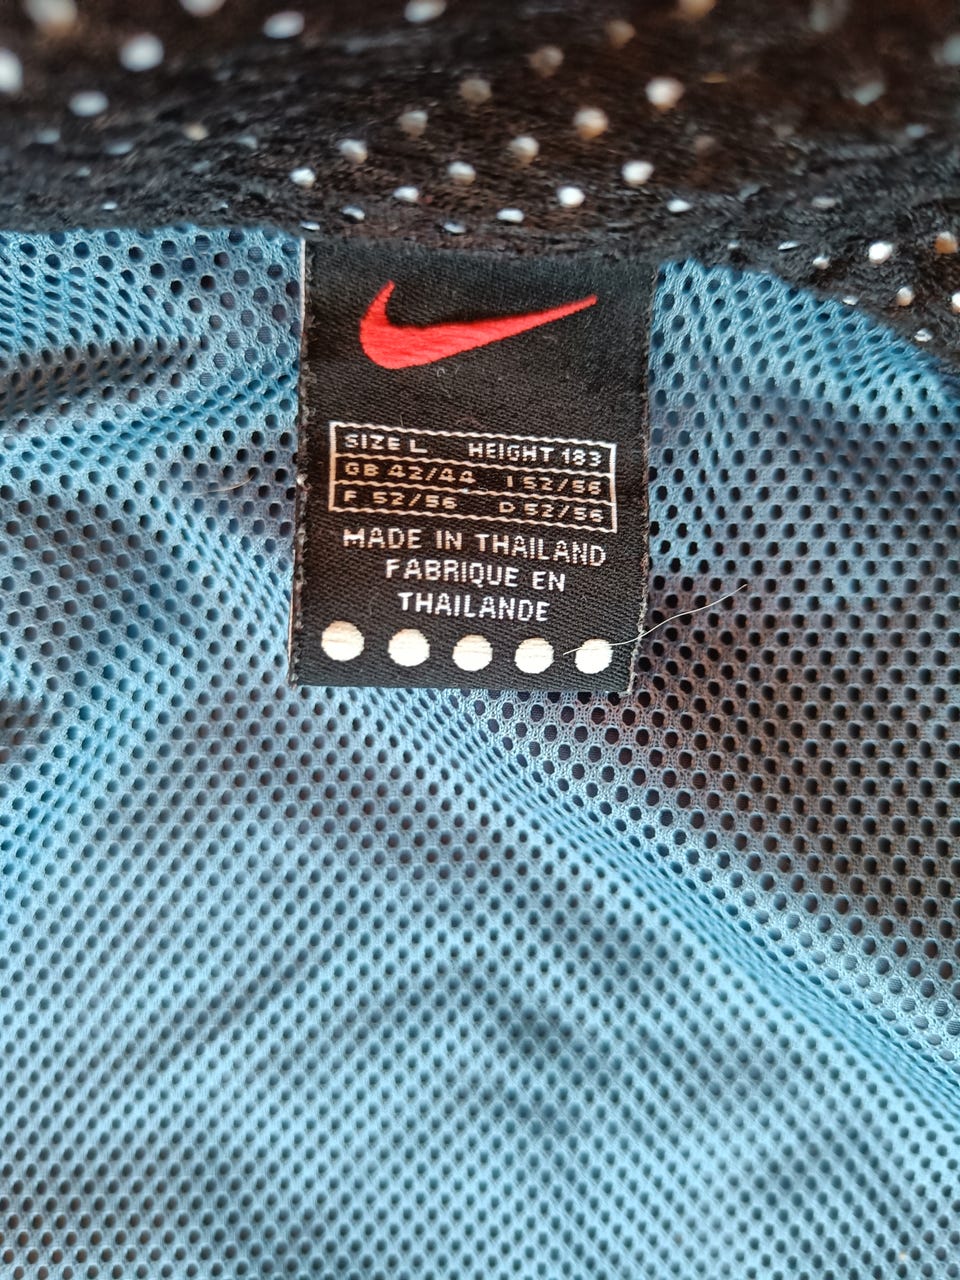 SIZE L HEIGHT 183
GB 42/44 I 52/56
F 52/56 D 52/56
MADE IN THAILAND
FABRIQUE EN
THAILANDE